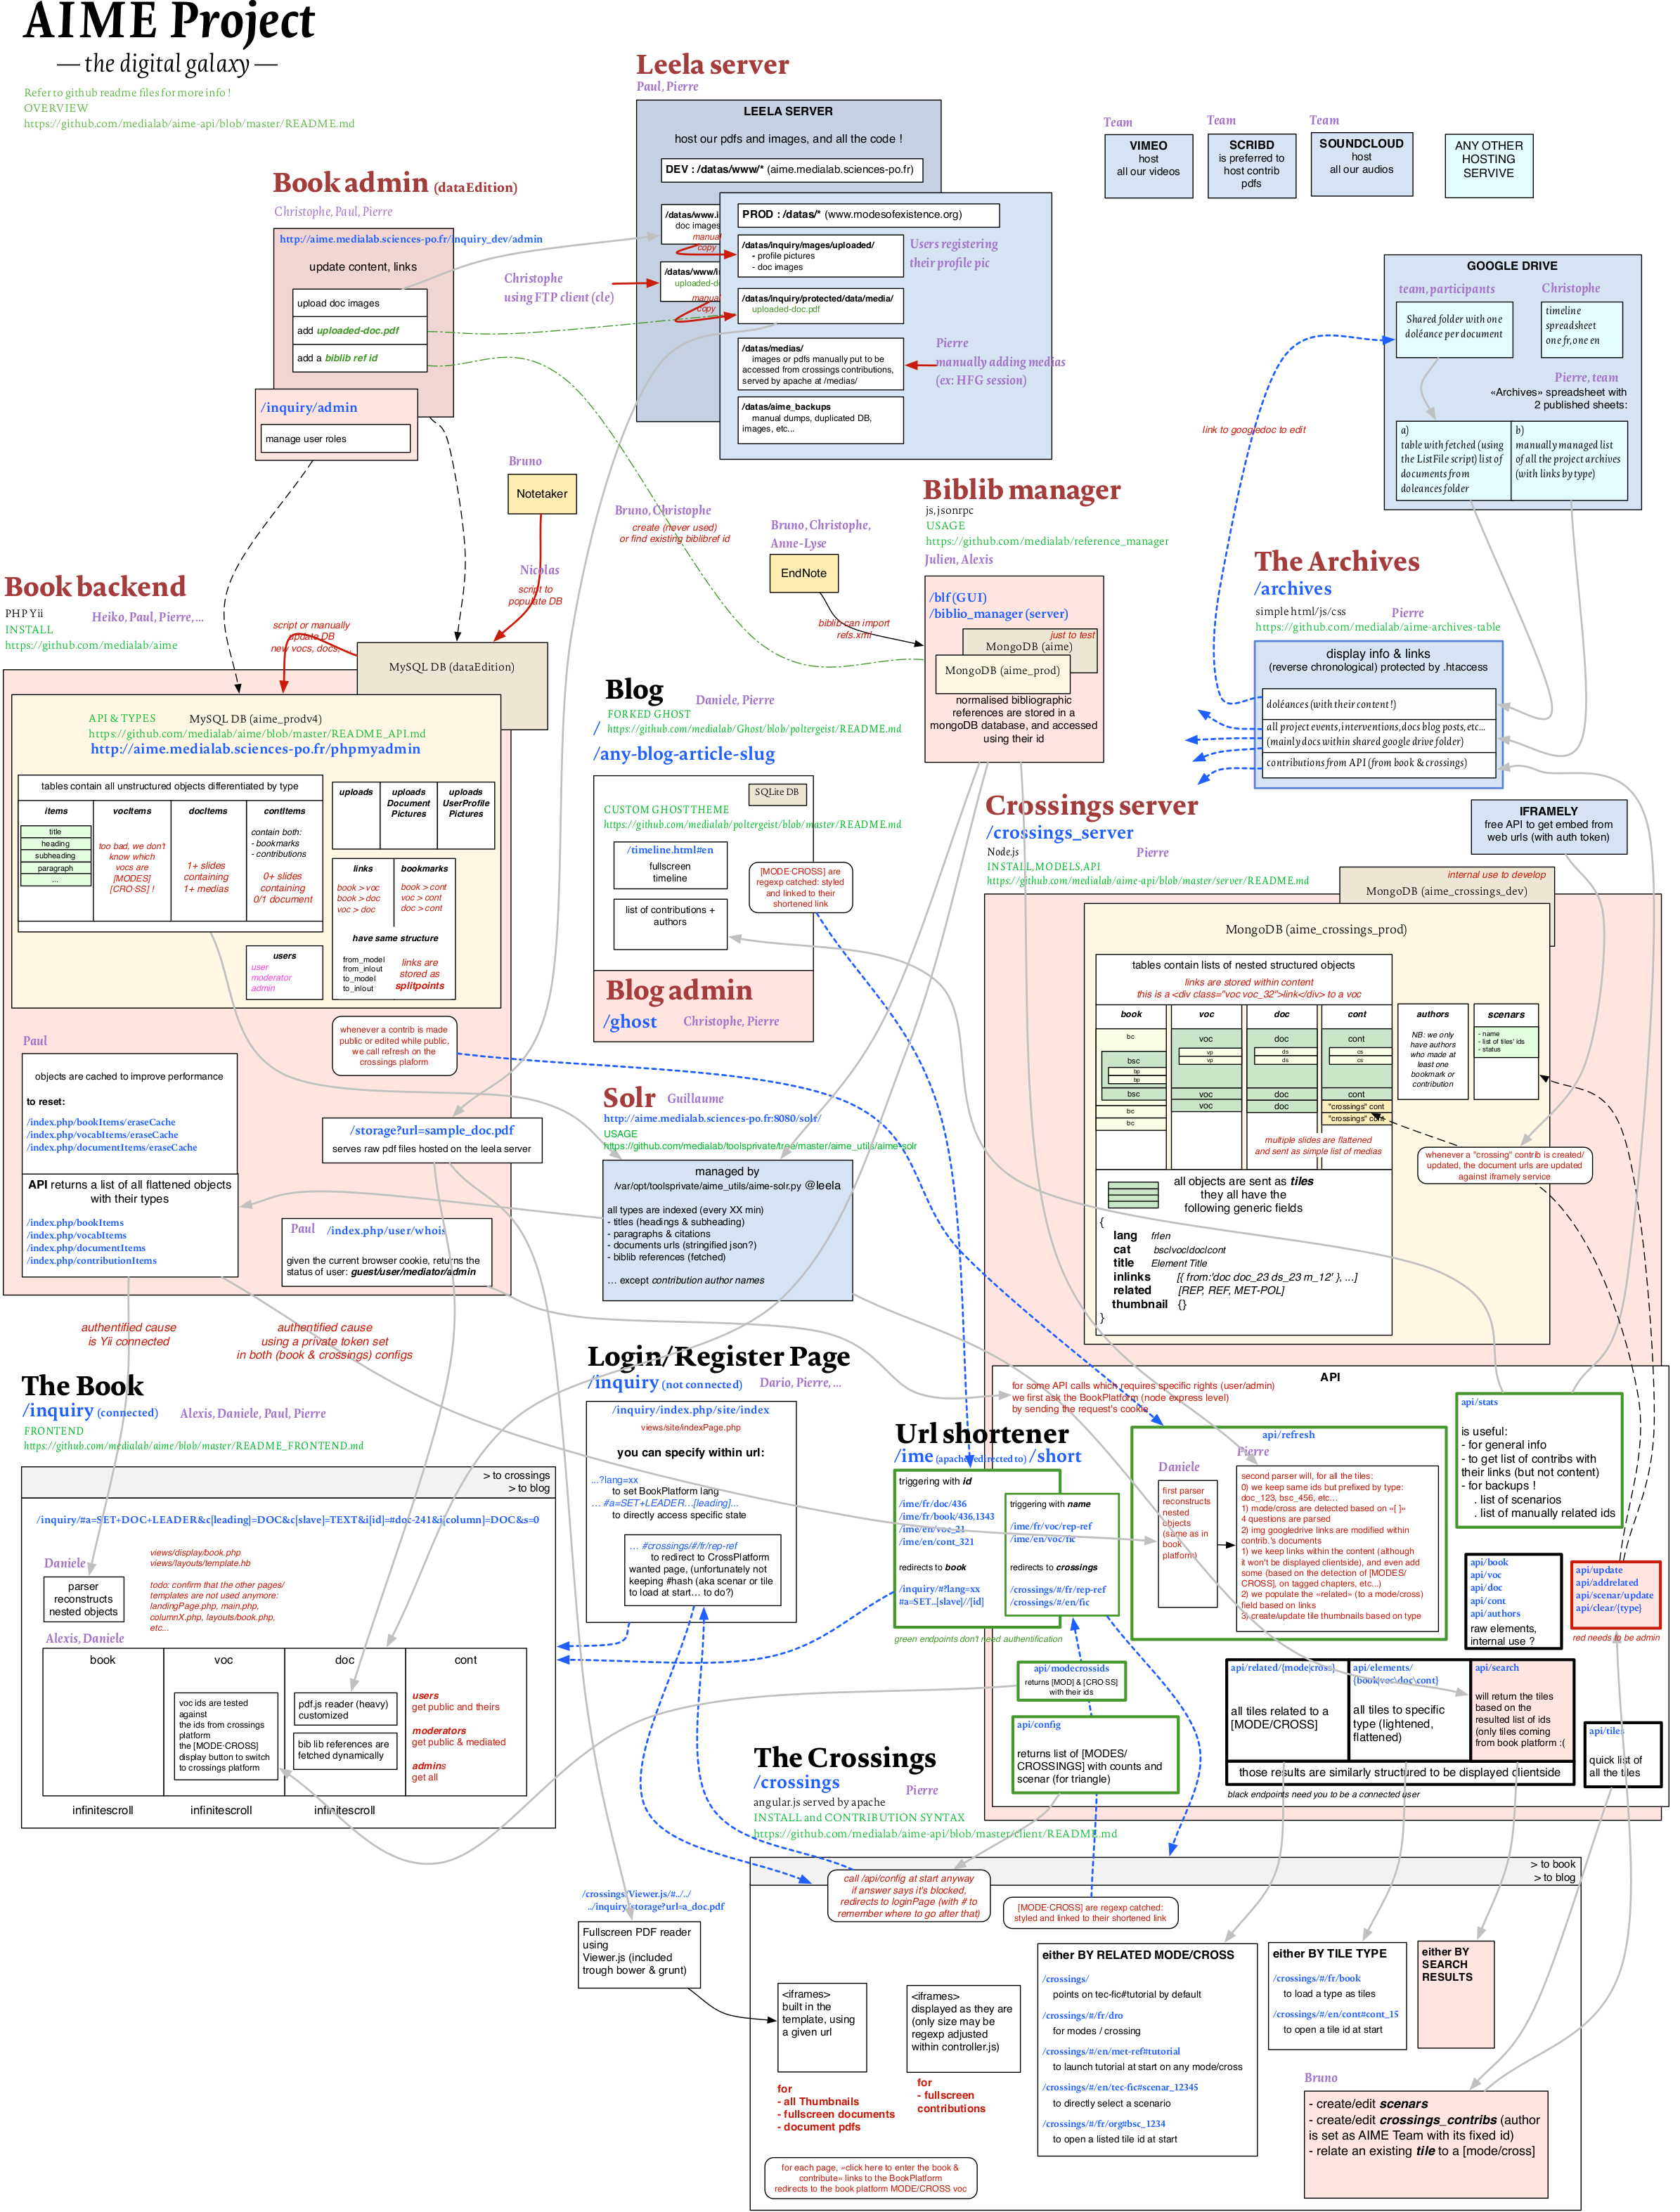 AIME Project
— the digital galaxy —
Refer to github readme files for more info !
OVERVIEW
https://github.com/medialab/aime-api/blob/master/README.md
Leela server
Paul, Pierre
LEELA SERVER
host our pdfs and images, and all the code !
DEV : /datas/www/* (aime.medialab.sciences-po.fr)
/datas/www.i
doc images
manual
copy
/datas/www/i
uploaded-d
manual
copy
PROD : /datas/* (www.modesofexistence.org)
/datas/inquiry/mages/uploaded/
- profile pictures
- doc images
/datas/inquiry/protected/data/media/
uploaded-doc.pdf
/datas/medias/
images or pdfs manually put to be
accessed from crossings contributions,
served by apache at /medias/
/datas/aime_backups
manual dumps, duplicated DB,
images, etc...
Users registering
their profile pic
Pierre
manually adding medias
(ex: HFG session)
Christophe
using FTP client (cle)
Team
VIMEO
host
all our videos
Team
SCRIBD
is preferred to
host contrib
pdfs
Team
SOUNDCLOUD
host
all our audios
ANY OTHER
HOSTING
SERVIVE
Book admin (dataEdition)
Christophe, Paul, Pierre
http://aime.medialab.sciences-po.fr/inquiry_dev/admin
update content, links
upload doc images
add uploaded-doc.pdf
add a biblib ref id
/inquiry/admin
manage user roles
GOOGLE DRIVE
team, participants
Shared folder with one
doléance per document
Christophe
timeline
spreadsheet
one fr, one en
Pierre, team
«Archives» spreadsheet with
2 published sheets:
a)
table with fetched (using
the ListFile script) list of
documents from
doleances folder
b)
manually managed list
of all the project archives
(with links by type)
link to googledoc to edit
Bruno
Notetaker
Nicolas
script to
populate DB
Bruno, Christophe
create (never used)
or find existing biblibref id
Bruno, Christophe,
Anne-Lyse
EndNote
biblib can import
refs.xml
Biblib manager
js, jsonrpc
USAGE
https://github.com/medialab/reference_manager
Julien, Alexis
/blf (GUI)
/biblio_manager (server)
just to test
MongoDB (aime)
MongoDB (aime_prod)
normalised bibliographic
references are stored in a
mongoDB database, and accessed
using their id
The Archives
/archives
simple html/js/css
Pierre
https://github.com/medialab/aime-archives-table
display info & links
(reverse chronological) protected by .htaccess
doléances (with their content !)
all project events,interventions,docs blog posts,etc...
(mainly docs within shared google drive folder)
contributions from API (from book & crossings)
Book backend
PHP Yii
Heiko, Paul, Pierre, ...
INSTALL
https://github.com/medialab/aime
script or manually
update DB
new vocs, docs,
MySQL DB (dataEdition)
API & TYPES
MySQL DB (aime_prodv4)
https://github.com/medialab/aime/blob/master/README_API.md
http://aime.medialab.sciences-po.fr/phpmyadmin
tables contain all unstructured objects differentiated by type
items
title
heading
subheading
paragraph
...
vocItems
too bad, we don't
know which
vocs are
[MODES]
[CRO·SS] !
docItems
1+ slides
containing
1+ medias
contItems
contain both:
- bookmarks
- contributions
0+ slides
containing
0/1 document
uploads
uploads
Document
Pictures
uploads
UserProfile
Pictures
links
book > voc
book > doc
voc > doc
bookmarks
book > cont
voc > cont
doc > cont
have same structure
from_model
from_inlout
to_model
to_inlout
links are
stored as
splitpoints
users
user
moderator
admin
Paul
objects are cached to improve performance
to reset:
/index.php/bookItems/eraseCache
/index.php/vocabItems/eraseCache
/index.php/documentItems/eraseCache
API returns a list of all flattened objects
with their types
/index.php/bookItems
/index.php/vocabItems
/index.php/documentItems
/index.php/contributionItems
whenever a contrib is made
public or edited while public,
we call refresh on the
crossings plaform
/storage?url=sample_doc.pdf
serves raw pdf files hosted on the leela server
Paul
/index.php/user/whois
given the current browser cookie, returns the
status of user: guest/user/mediator/admin
authentified cause
is Yii connected
authentified cause
using a private token set
in both (book & crossings) configs
Blog
Daniele, Pierre
FORKED GHOST
/
https://github.com/medialab/Ghost/blob/poltergeist/README.md
/any-blog-article-slug
SQLite DB
CUSTOM GHOST THEME
https://github.com/medialab/poltergeist/blob/master/README.md
/timeline.html#en
fullscreen
timeline
list of contributions +
authors
[MODE·CROSS] are
regexp catched: styled
and linked to their
shortened link
Blog admin
/ghost
Christophe, Pierre
Solr
Guillaume
http://aime.medialab.sciences-po.fr:8080/solr/
USAGE
https://github.com/medialab/toolsprivate/tree/master/aime_utils/aime-solr
managed by
/var/opt/toolsprivate/aime_utils/aime-solr.py @leela
all types are indexed (every XX min)
- titles (headings & subheading)
- paragraphs & citations
- documents urls (stringified json?)
- biblib references (fetched)
... except contribution author names
Crossings server
/crossings_server
Node.js
Pierre
INSTALL,MODELS,API
https://github.com/medialab/aime-api/blob/master/server/README.md
IFRAMELY
free API to get embed from
web urls (with auth token)
internal use to develop
MongoDB (aime_crossings_dev)
MongoDB (aime_crossings_prod)
tables contain lists of nested structured objects
links are stored within content
this is a <div class="voc voc_32">link</div> to a voc
book
bc
bsc
bp
bp
bsc
bc
bc
voc
voc
vp
vp
voc
voc
doc
doc
ds
ds
doc
doc
cont
cont
cs
cs
cont
"crossings" cont
"crossings" cont
authors
NB: we only
have authors
who made at
least one
bookmark or
contribution
scenars
- name
- list of tiles' ids
- status
multiple slides are flattened
and sent as simple list of medias
all objects are sent as tiles
they all have the
following generic fields
{
lang frlen
cat bsclvocldoclcont
title Element Title
inlinks [{ from:'doc doc_23 ds_23 m_12' }, ...]
related [REP, REF, MET-POL]
thumbnail {}
}
whenever a "crossing" contrib is created/
updated, the document urls are updated
against iframely service
API
for some API calls which requires specific rights (user/admin)
we first ask the BookPlatform (node express level)
by sending the request's cookie
api/stats
is useful:
- for general info
- to get list of contribs with
their links (but not content)
- for backups !
. list of scenarios
. list of manually related ids
api/refresh
Daniele
first parser
reconstructs
nested
objects
(same as in
book
platform)
Pierre
second parser will, for all the tiles:
0) we keep same ids but prefixed by type:
doc_123, bsc_456, etc...
1) mode/cross are detected based on «[ ]»
4 questions are parsed
2) img googledrive links are modified within
contrib.'s documents
1) we keep links within the content (although
it won't be displayed clientside), and even add
some (based on the detection of [MODES/
CROSS], on tagged chapters, etc...)
2) we populate the «related» (to a mode/cross)
field based on links
3) create/update tile thumbnails based on type
api/book
api/voc
api/doc
api/cont
api/authors
raw elements,
internal use ?
api/update
api/addrelated
api/scenar/update
api/clear/{type}
red needs to be admin
api/related/{mode|cross}
all tiles related to a
[MODE/CROSS]
api/elements/
{book|voc\doc\cont}
all tiles to specific
type (lightened,
flattened)
api/search
will return the tiles
based on the
resulted list of ids
(only tiles coming
from book platform :(
those results are similarly structured to be displayed clientside
black endpoints need you to be a connected user
api/tiles
quick list of
all the tiles
api/modecrossids
returns [MOD] & [CRO·SS]
with their ids
api/config
returns list of [MODES/
CROSSING] with counts and
scenar (for triangle)
Login/Register Page
/inquiry (not connected)
Dario, Pierre, ...
/inquiry/index.php/site/index
views/site/indexPage.php
you can specify within url:
...?lang=xx
to set BookPlatform lang
... #a=SET+LEADER...[leading]...
to directly access specific state
... #crossings/#/fr/rep-ref
to redirect to CrossPlatform
wanted page, (unfortunately not
keeping #hash (aka scenar or tile
to load at start... to do?)
Url shortener
/ime (apache redirected to) /short
triggering with id
/ime/fr/doc/436
/ime/fr/book/436,1343
/ime/en/voc_21
/ime/en/cont_321
redirects to book
/inquiry/#?lang=xx
#a=SET...[slave]//[id]
triggering with name
/ime/fr/voc/rep-ref
/ime/en/voc/fic
redirects to crossings
/crossings/#/fr/rep-ref
/crossings/#/en/fic
green endpoints don't need authentification
The Book
/inquiry (connected)
Alexis, Daniele, Paul, Pierre
FRONTEND
https://github.com/medialab/aime/blob/master/README_FRONTEND.md
> to crossings
> to blog
/inquiry/#a=SET+DOC+LEADER&c[leading]=DOC&c[slave]=TEXT&i[id]=#doc-241&i[column]=DOC&s=0
Daniele
parser
reconstructs
nested objects
views/display/book.php
views/layouts/template.hb
todo: confirm that the other pages/
templates are not used anymore:
landingPage.php, main.php,
columnX.php, layouts/book.php,
etc...
Alexis, Daniele
book
voc
voc ids are tested
against
the ids from crossings
platform
the [MODE·CROSS]
display button to switch
to crossings platform
doc
pdf.js reader (heavy)
customized
bib lib references are
fetched dynamically
cont
users
get public and theirs
moderators
get public & mediated
admins
get all
infinitescroll
infinitescroll
infinitescroll
The Crossings
/crossings
Pierre
angular.js served by apache
INSTALL and CONTRIBUTION SYNTAX
https://github.com/medialab/aime-api/blob/master/client/README.md
> to book
> to blog
call /api/config at start anyway
if answer says it's blocked,
redirects to loginPage (with # to
remember where to go after that)
[MODE·CROSS] are regexp catched:
styled and linked to their shortened link
/crossings/Viewer.js/#../../
../inquiry/storage?url=a_doc.pdf
Fullscreen PDF reader
using
Viewer.js (included
trough bower & grunt)
<iframes>
built in the
template, using
a given url
for
- all Thumbnails
- fullscreen documents
- document pdfs
<iframes>
displayed as they are
(only size may be
regexp adjusted
within controller.js)
for
- fullscreen
contributions
either BY RELATED MODE/CROSS
/crossings/
points on tec-fic#tutorial by default
/crossings/#/fr/dro
for modes / crossing
/crossings/#/en/met-ref#tutorial
to launch tutorial at start on any mode/cross
/crossings/#/en/tec-fic#scenar_12345
to directly select a scenario
/crossings/#/fr/org#bsc_1234
to open a listed tile id at start
either BY TILE TYPE
/crossings/#/fr/book
to load a type as tiles
/crossings/#/en/cont#cont_15
to open a tile id at start
either BY
SEARCH
RESULTS
Bruno
- create/edit scenars
- create/edit crossings_contribs (author
is set as AIME Team with its fixed id)
- relate an existing tile to a [mode/cross]
for each page, «click here to enter the book &
contribute» links to the BookPlatform
redirects to the book platform MODE/CROSS voc